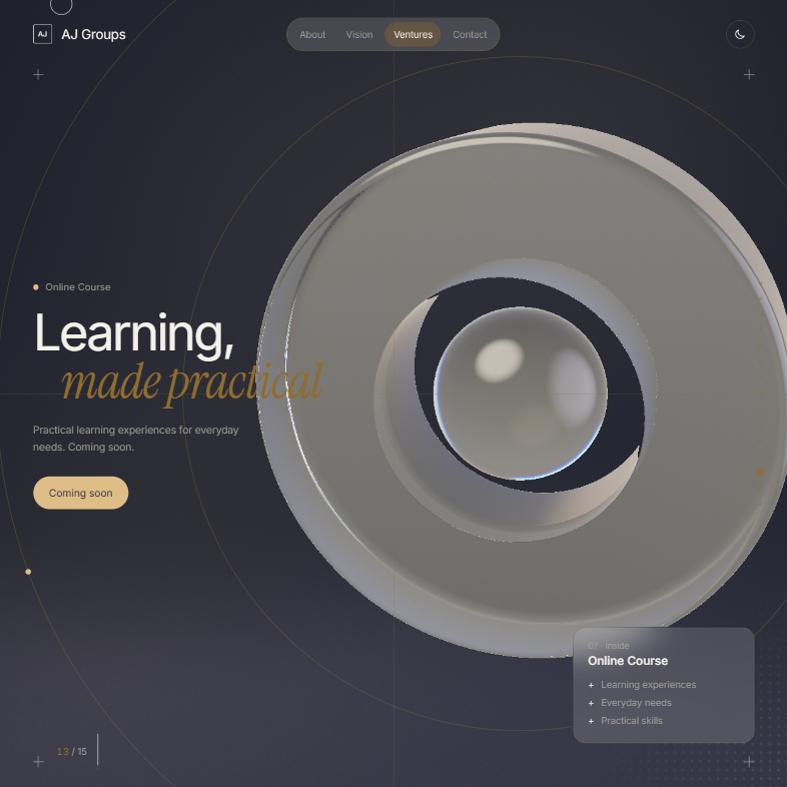 AJ
AJ Groups
About
Vision
Ventures
Contact
Online Course
Learning,
made practical
Practical learning experiences for everyday
needs. Coming soon.
Coming soon
07 · Inside
Online Course
+ Learning experiences
+ Everyday needs
+ Practical skills
13 / 15